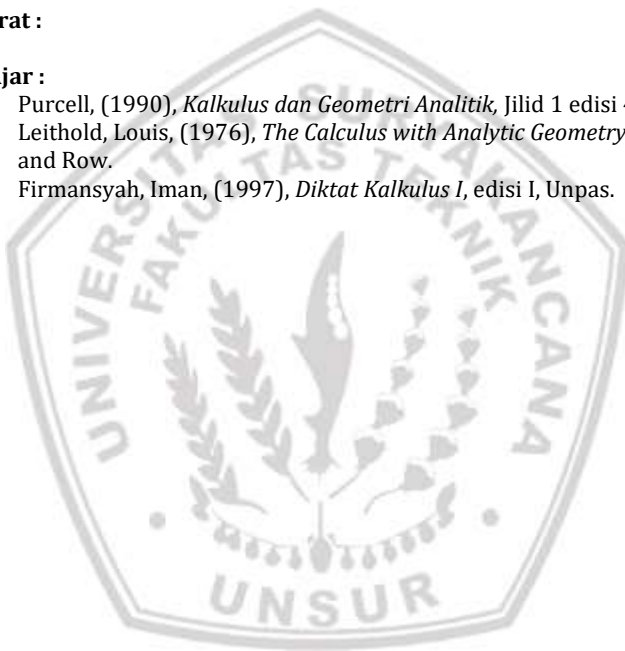 rat :
jar :
Purcell, (1990), Kalkulus dan Geometri Analitik, Jilid 1 edisi
Leithold, Louis, (1976), The Calculus with Analytic Geometry
and Row.
Firmansyah, Iman, (1997), Diktat Kalkulus I, edisi I, Unpas.
UNIVERSITAS SURYAKANCANA
FAKULTAS TEKNIK
UNSUR